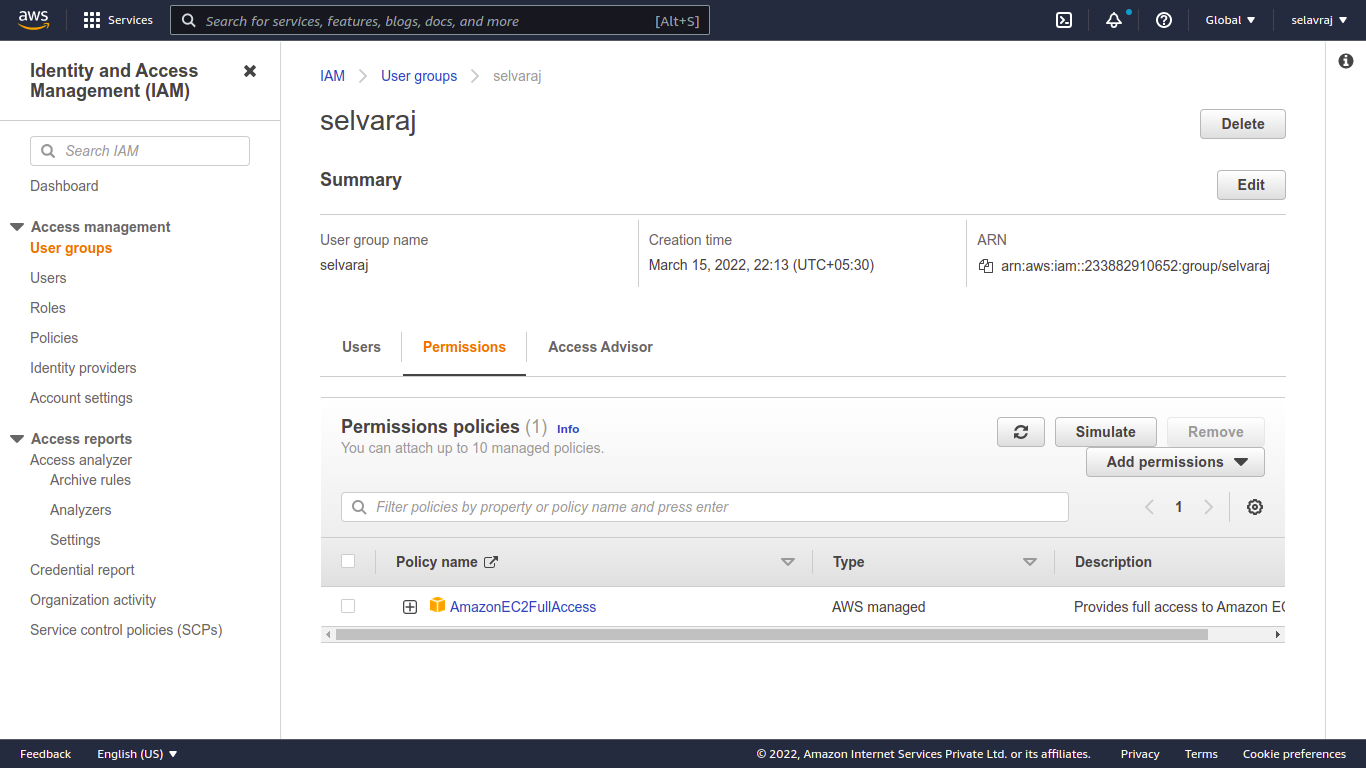 aws Services Search for services, features, blogs, docs, and more [Alt+S] Global selavraj
Identity and Access
Management (IAM)
Search IAM
Dashboard
Access management
User groups
Users
Roles
Policies
Identity providers
Account settings
Access reports
Access analyzer
Archive rules
Analyzers
Settings
Credential report
Organization activity
Service control policies (SCPs)
IAM User groups selvaraj
selvaraj Delete
Summary Edit
User group name Creation time ARN
selvaraj March 15, 2022, 22:13 (UTC+05:30) arn:aws:iam::233882910652:group/selvaraj
Users Permissions Access Advisor
Permissions policies (1) Info Simulate Remove
You can attach up to 10 managed policies.
Add permissions
Filter policies by property or policy name and press enter 1
Policy name Type Description
AmazonEC2FullAccess AWS managed Provides full access to Amazon EC
Feedback English (US) © 2022, Amazon Internet Services Private Ltd. or its affiliates. Privacy Terms Cookie preferences